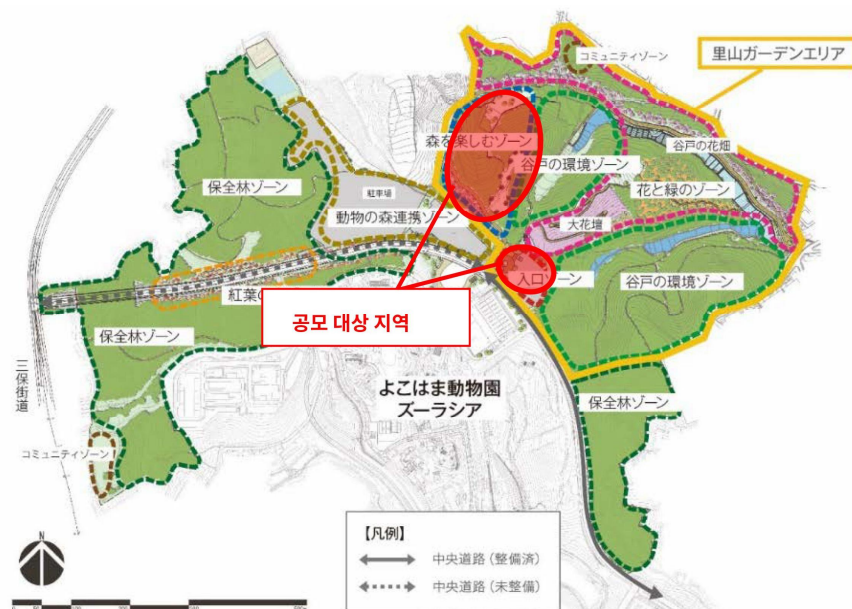 コミュニティゾーン
里山ガーデンエリア
森を楽しむゾーン
谷戸の花畑
谷戸の環境ゾーン
保全林ゾーン
駐車場
花と緑のゾーン
動物の森連携ゾーン
大花壇
入口ゾーン
谷戸の環境ゾーン
紅葉の
공모 대상 지역
保全林ゾーン
三保街道
よこはま動物園
ズーラシア
保全林ゾーン
コミュニティゾーン
【凡例】
中央道路(整備済)
中央道路(未整備)
N